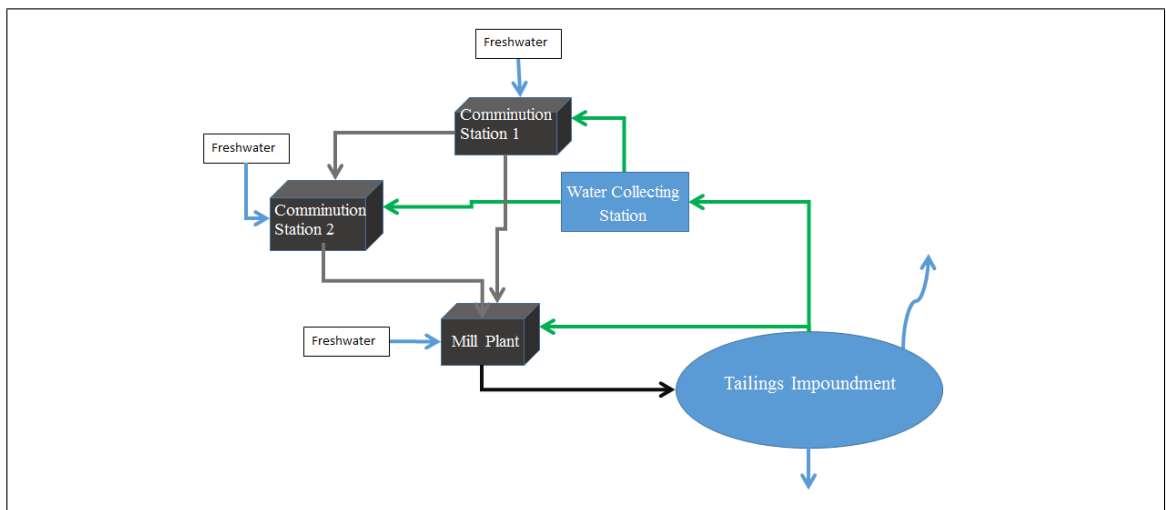 Freshwater
Comminution
Station 1
Freshwater
Water Collecting
Station
Comminution
Station 2
Freshwater
Mill Plant
Tailings Impoundment